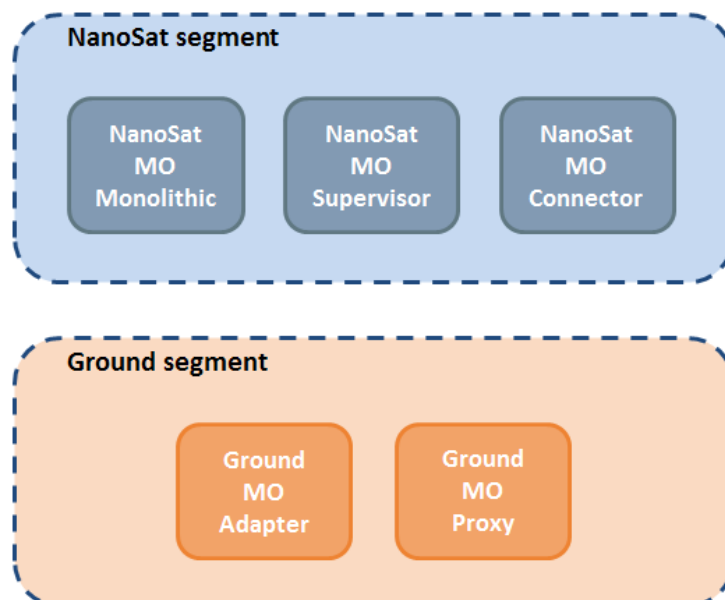 NanoSat segment
NanoSat
MO
Monolithic
NanoSat
MO
Supervisor
NanoSat
MO
Connector
Ground segment
Ground
MO
Adapter
Ground
MO
Proxy